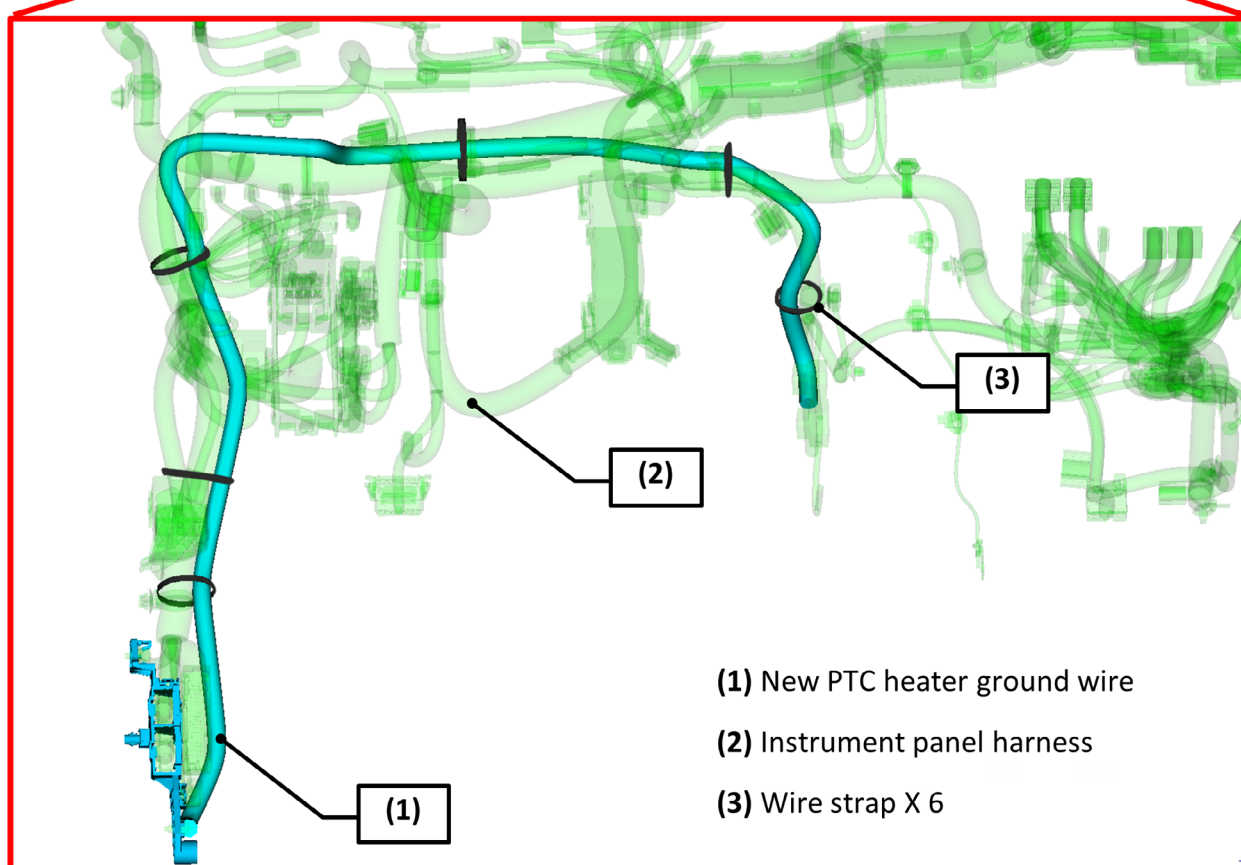 (3)
(2)
(1)
(1) New PTC heater ground wire
(2) Instrument panel harness
(3) Wire strap X 6